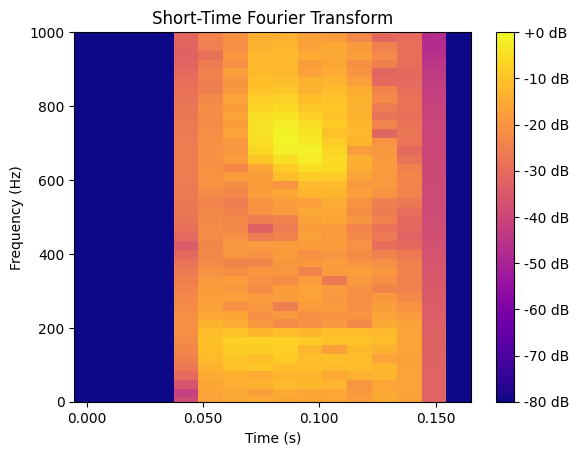 Short-Time Fourier Transform
1000
800
600
400
200
0
Frequency (Hz)
0.000
0.050
0.100
0.150
Time (s)
+0 dB
-10 dB
-20 dB
-30 dB
-40 dB
-50 dB
-60 dB
-70 dB
-80 dB